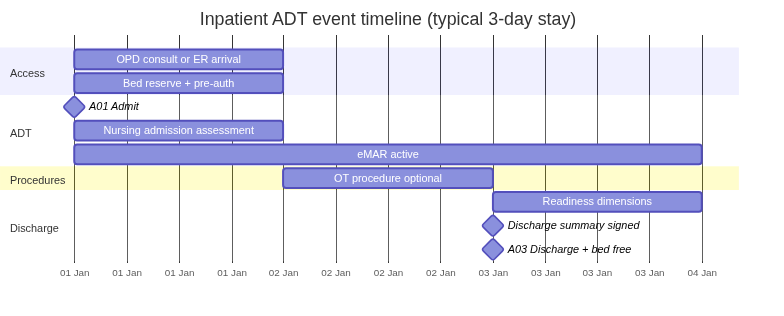 Inpatient ADT event timeline (typical 3-day stay)
Access
OPD consult or ER arrival
Bed reserve + pre-auth
A01 Admit
ADT
Nursing admission assessment
eMAR active
Procedures
OT procedure optional
Readiness dimensions
Discharge
Discharge summary signed
A03 Discharge + bed free
01 Jan 01 Jan 01 Jan 01 Jan 02 Jan 02 Jan 02 Jan 02 Jan 03 Jan 03 Jan 03 Jan 03 Jan 04 Jan